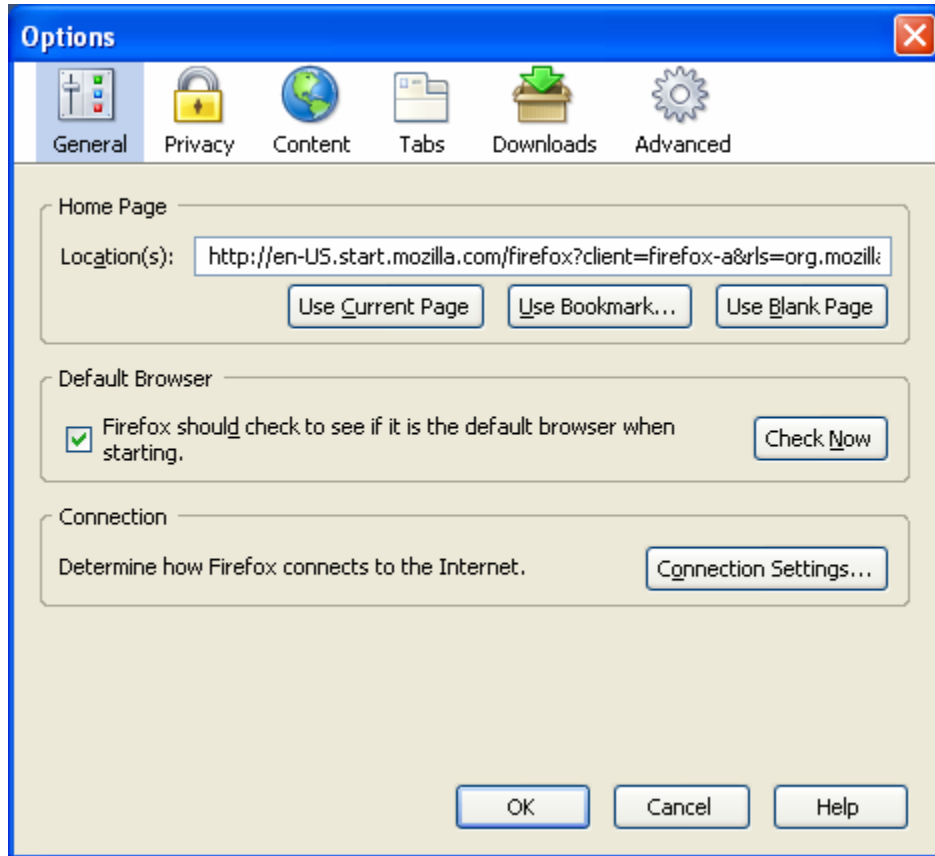 Options
General Privacy Content Tabs Downloads Advanced
Home Page
Location(s): http://en-US.start.mozilla.com/firefox?client=firefox-a&rls=org.mozilla
Use Current Page Use Bookmark... Use Blank Page
Default Browser
Firefox should check to see if it is the default browser when
starting.
Check Now
Connection
Determine how Firefox connects to the Internet. Connection Settings...
OK Cancel Help